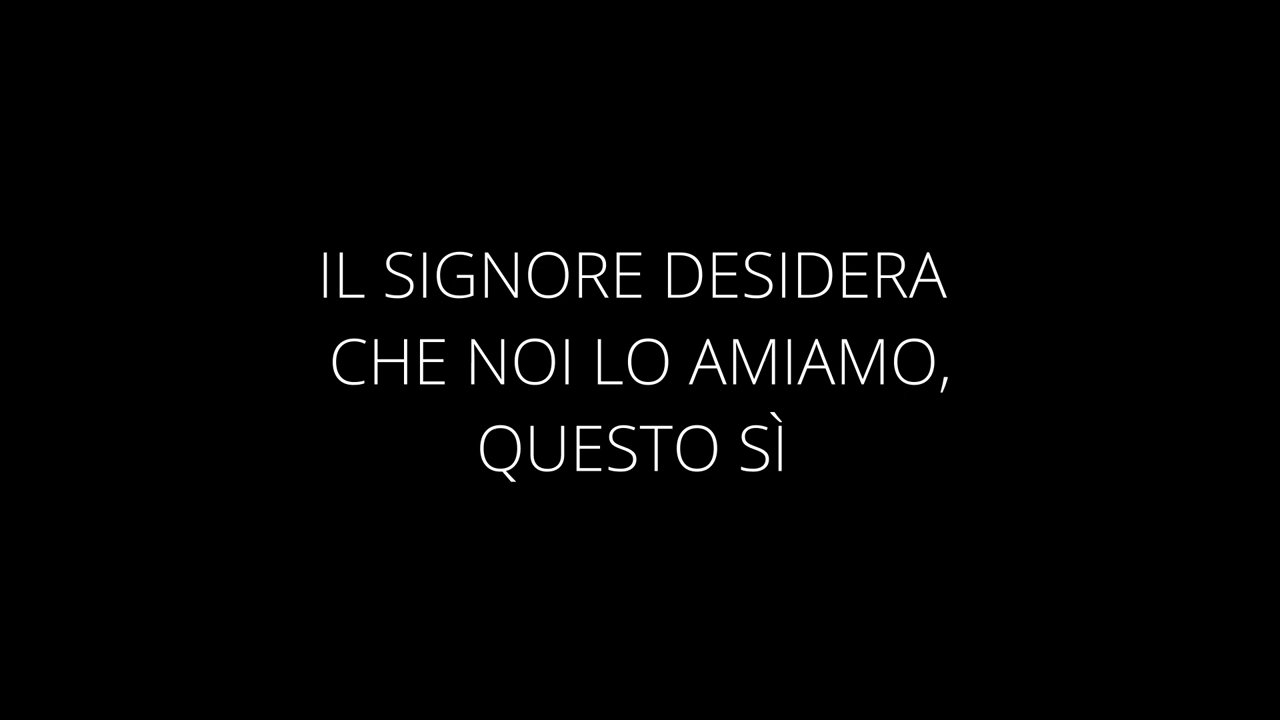 IL SIGNORE DESIDERA
CHE NOI LO AMIAMO,
QUESTO SÌ